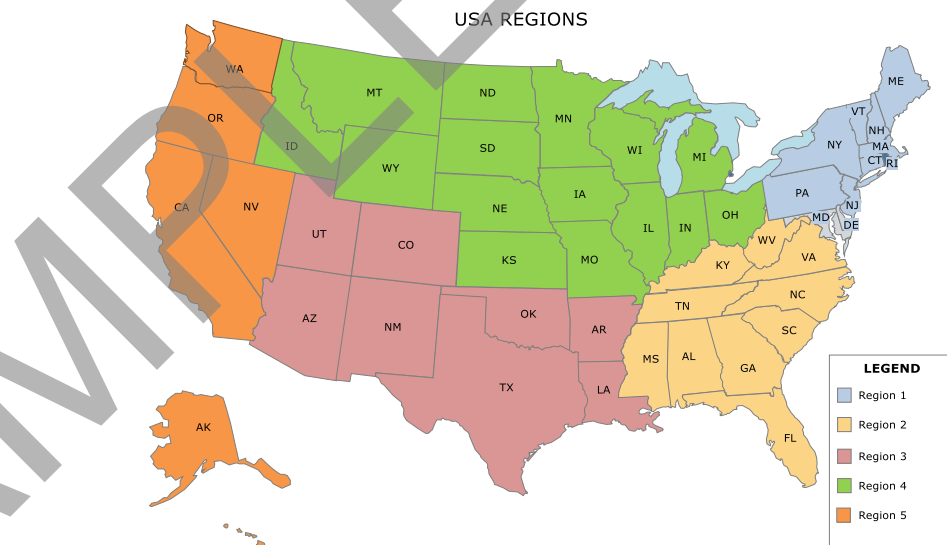 USA REGIONS
WA
MT
ND
MN
ME
VT
NH
OR
ID
WY
SD
WI
MI
NY
MA
CT
RI
CA
NV
NE
IA
IL
IN
OH
PA
NJ
MD
DE
UT
CO
KS
MO
KY
WV
VA
AZ
NM
OK
AR
TN
NC
SC
TX
LA
MS
AL
GA
FL
AK
LEGEND
Region 1
Region 2
Region 3
Region 4
Region 5